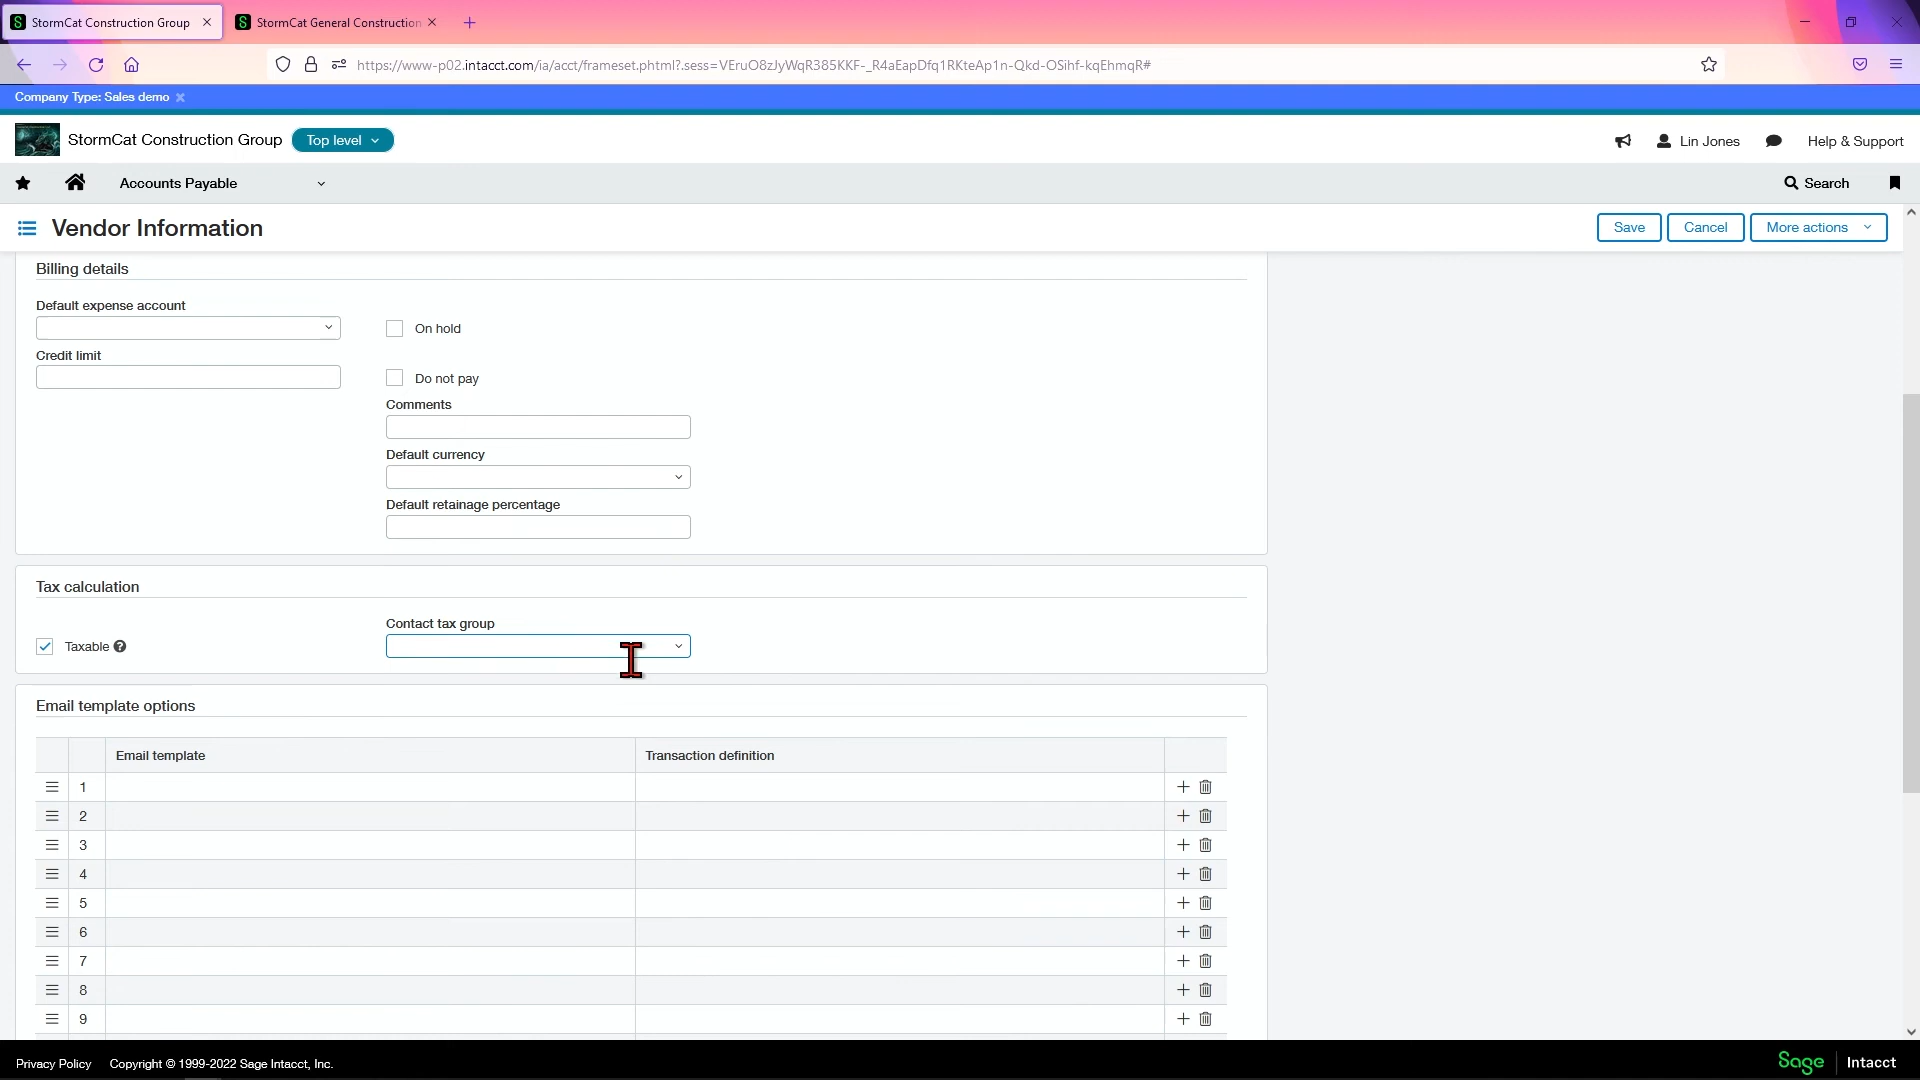 StormCat Construction Group
StormCat General Construction
https://www-p02.intacct.com/ia/acct/frameset.phtml?.sess=VEruO8zJyWqR385KKF-_R4aEapDfq1RKteAp1n-Qkd-OSihf-kqEhmqR#
Company Type: Sales demo
StormCat Construction Group
Top level
Lin Jones
Help & Support
Accounts Payable
Search
Vendor Information
Save
Cancel
More actions
Billing details
Default expense account
On hold
Credit limit
Do not pay
Comments
Default currency
Default retainage percentage
Tax calculation
Contact tax group
Taxable
Email template options
Email template
Transaction definition
1
2
3
4
5
6
7
8
9
Privacy Policy
Copyright © 1999-2022 Sage Intacct, Inc.
Sage
Intacct